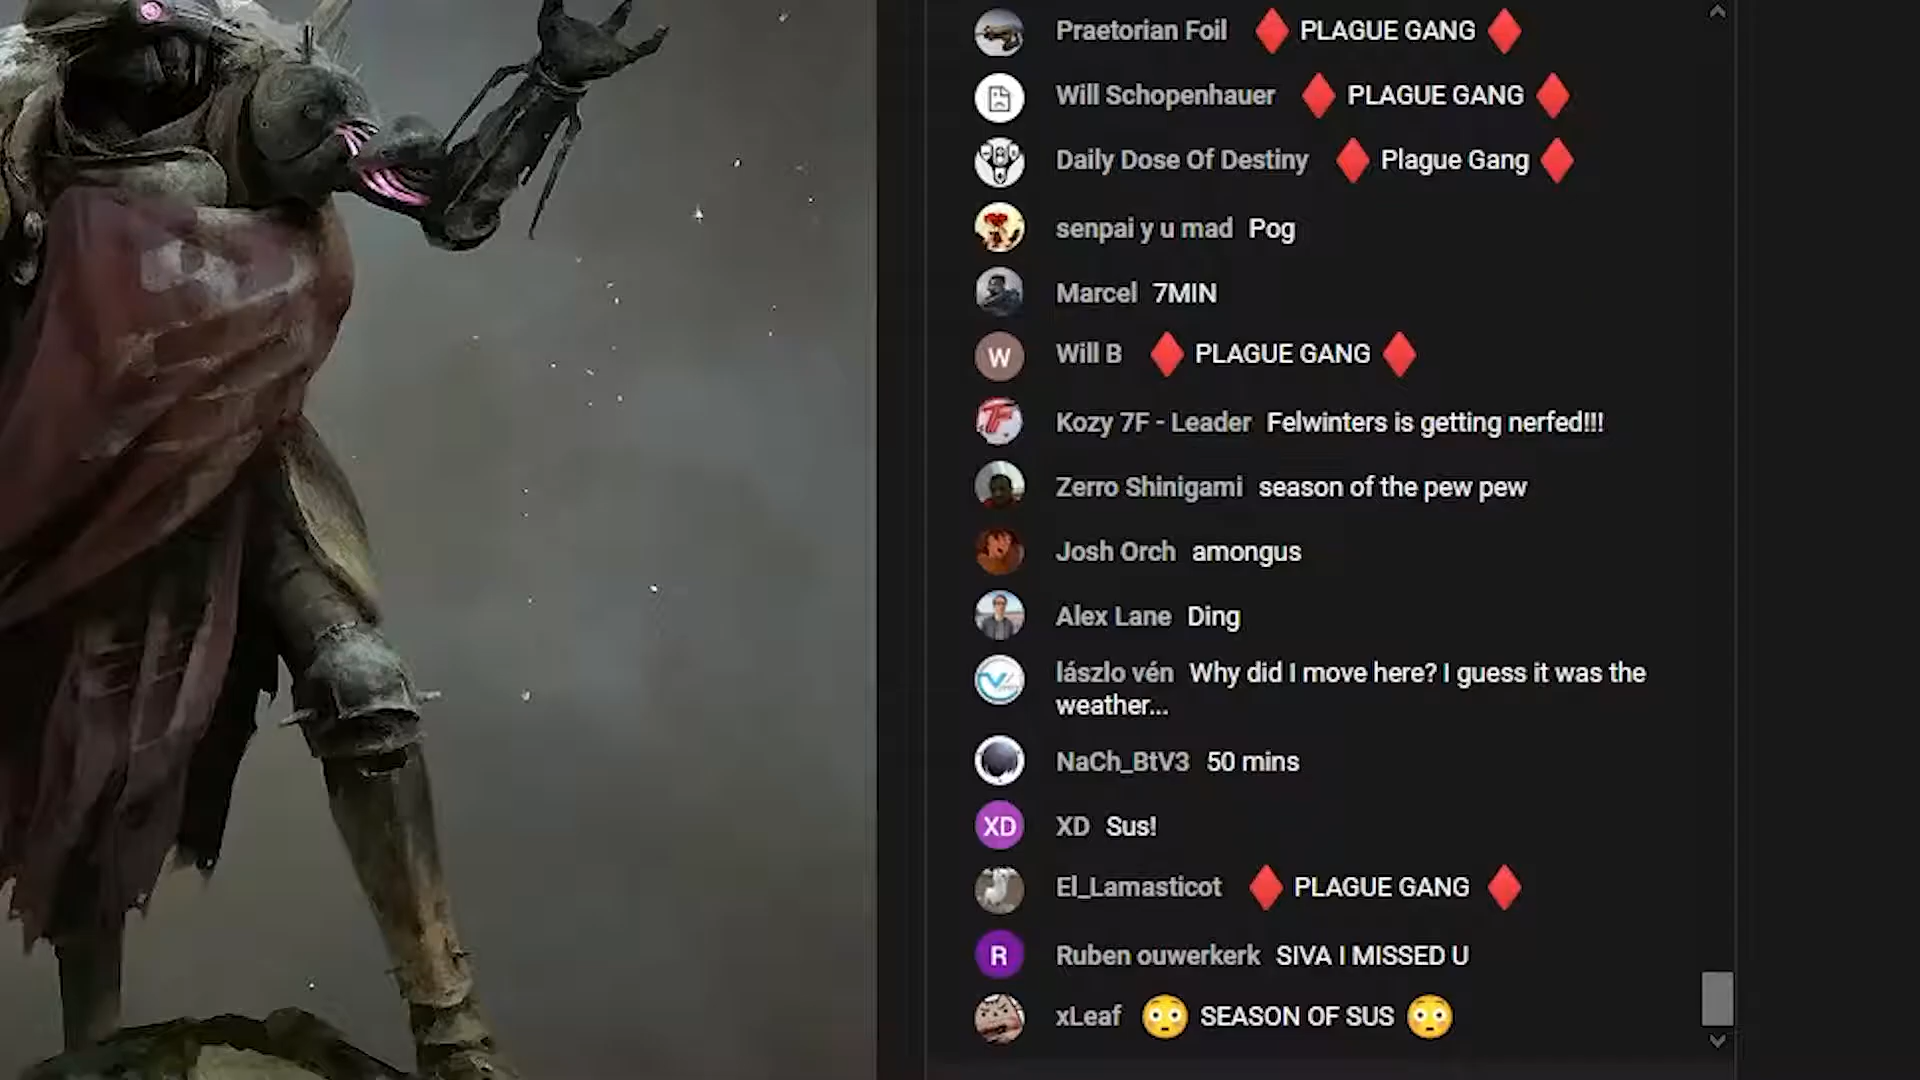 Praetorian Foil ♦ PLAGUE GANG ♦
Will Schopenhauer ♦ PLAGUE GANG ♦
Daily Dose Of Destiny ♦ Plague Gang ♦
senpai y u mad Pog
Marcel 7MIN
W Will B ♦ PLAGUE GANG ♦
7F Kozy 7F - Leader Felwinters is getting nerfed!!!
Zerro Shinigami season of the pew pew
Josh Orch amongus
Alex Lane Ding
lászlo vén Why did I move here? I guess it was the
weather...
NaCh_BtV3 50 mins
XD XD Sus!
El_Lamasticot ♦ PLAGUE GANG ♦
R Ruben ouwerkerk SIVA I MISSED U
xLeaf 😳 SEASON OF SUS 😳